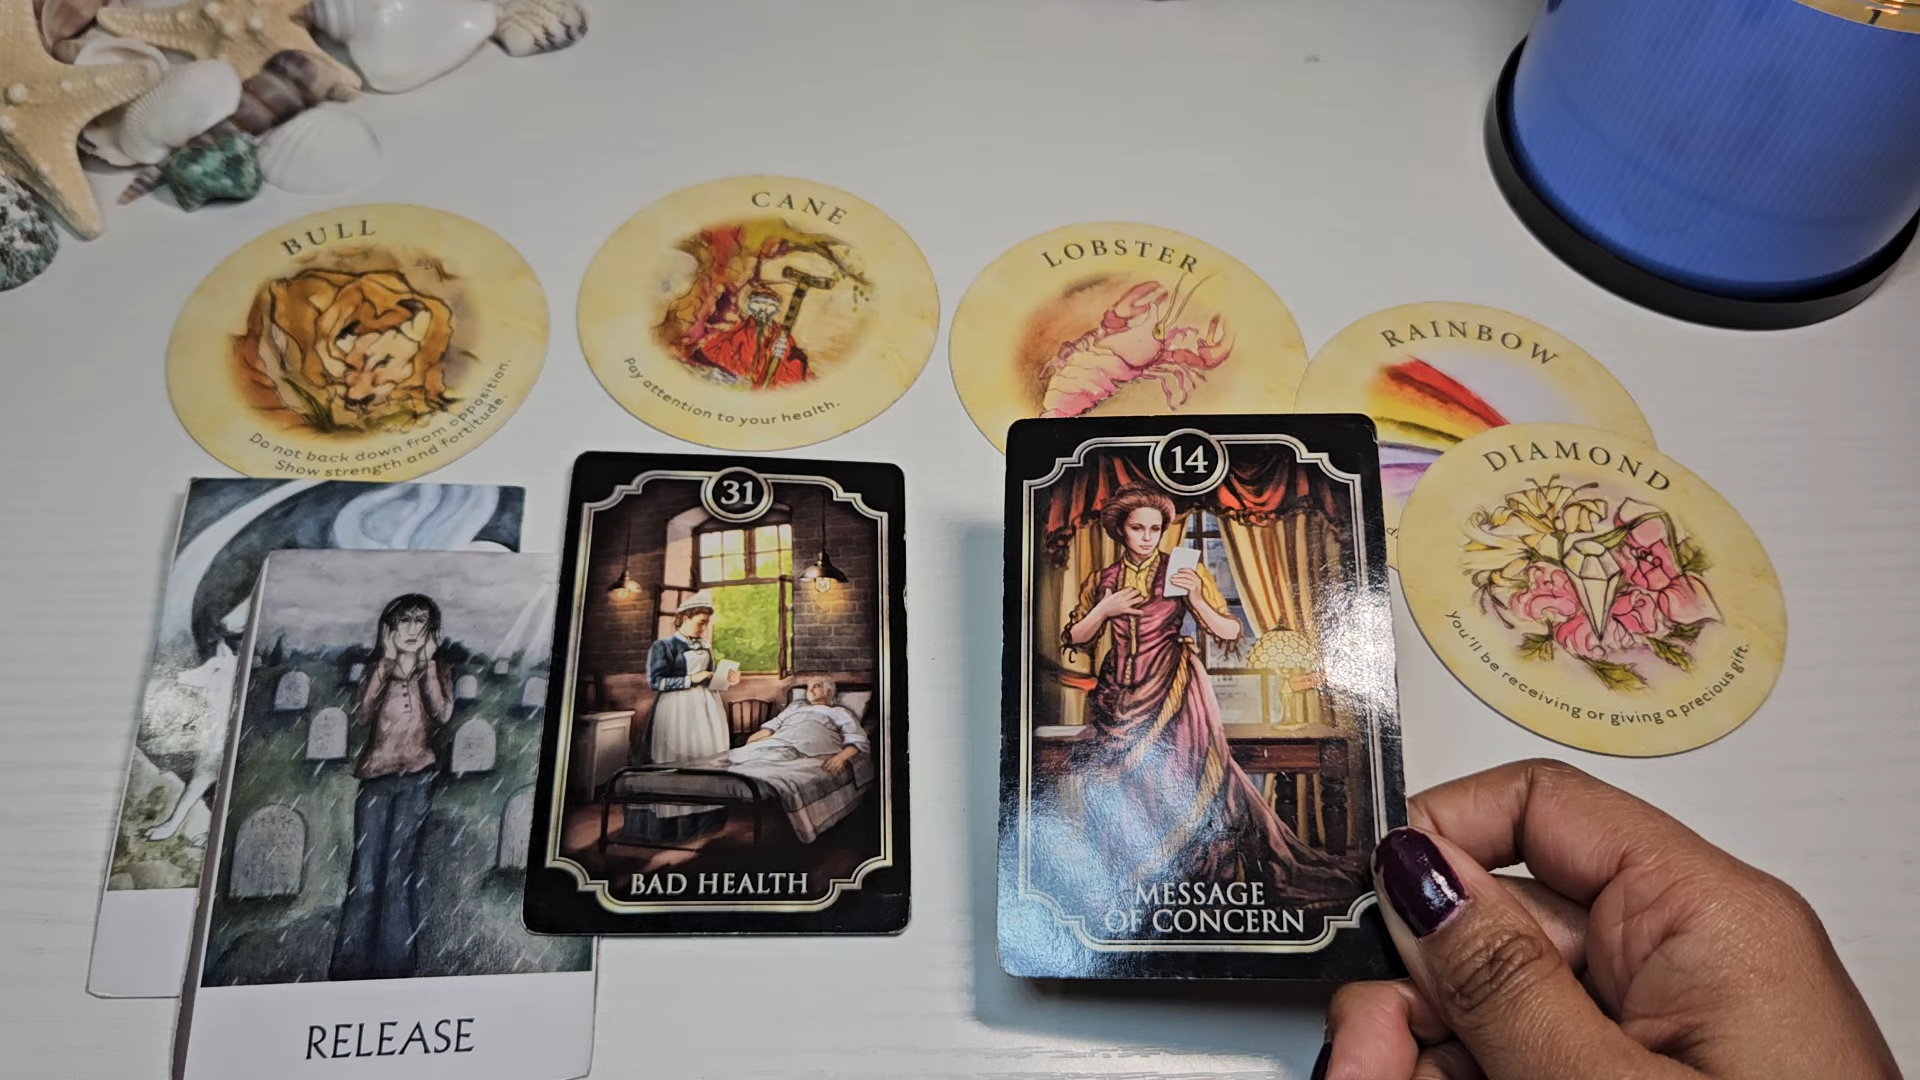 BULL
Do not back down from opposition.
Show strength and fortitude.
CANE
Pay attention to your health.
LOBSTER
RAINBOW
DIAMOND
You'll be receiving or giving a precious gift.
31
BAD HEALTH
14
MESSAGE
OF CONCERN
RELEASE